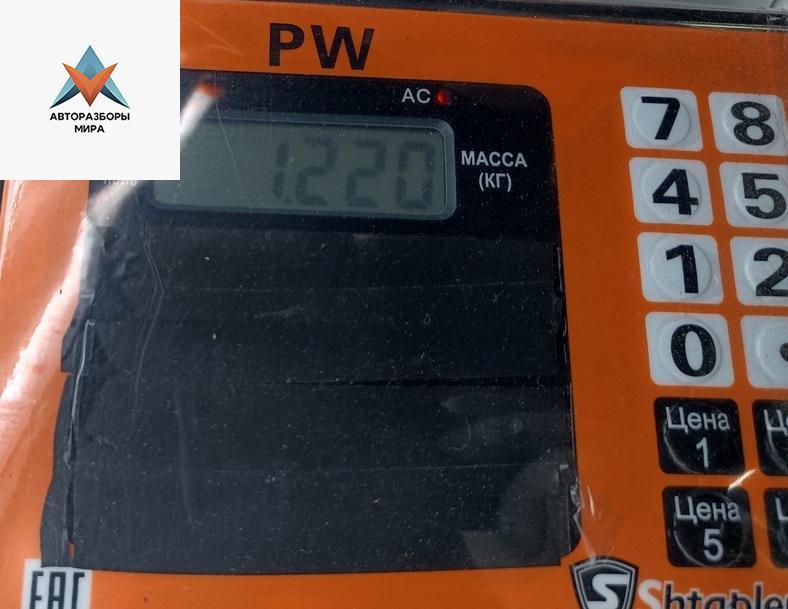 PW
АВТОРАЗБОРЫ
МИРА
AC
1.220
МАССА
(КГ)
7 8
4 5
1 2
0 .
Цена
1
Цена
5
EAC
S Shtapler